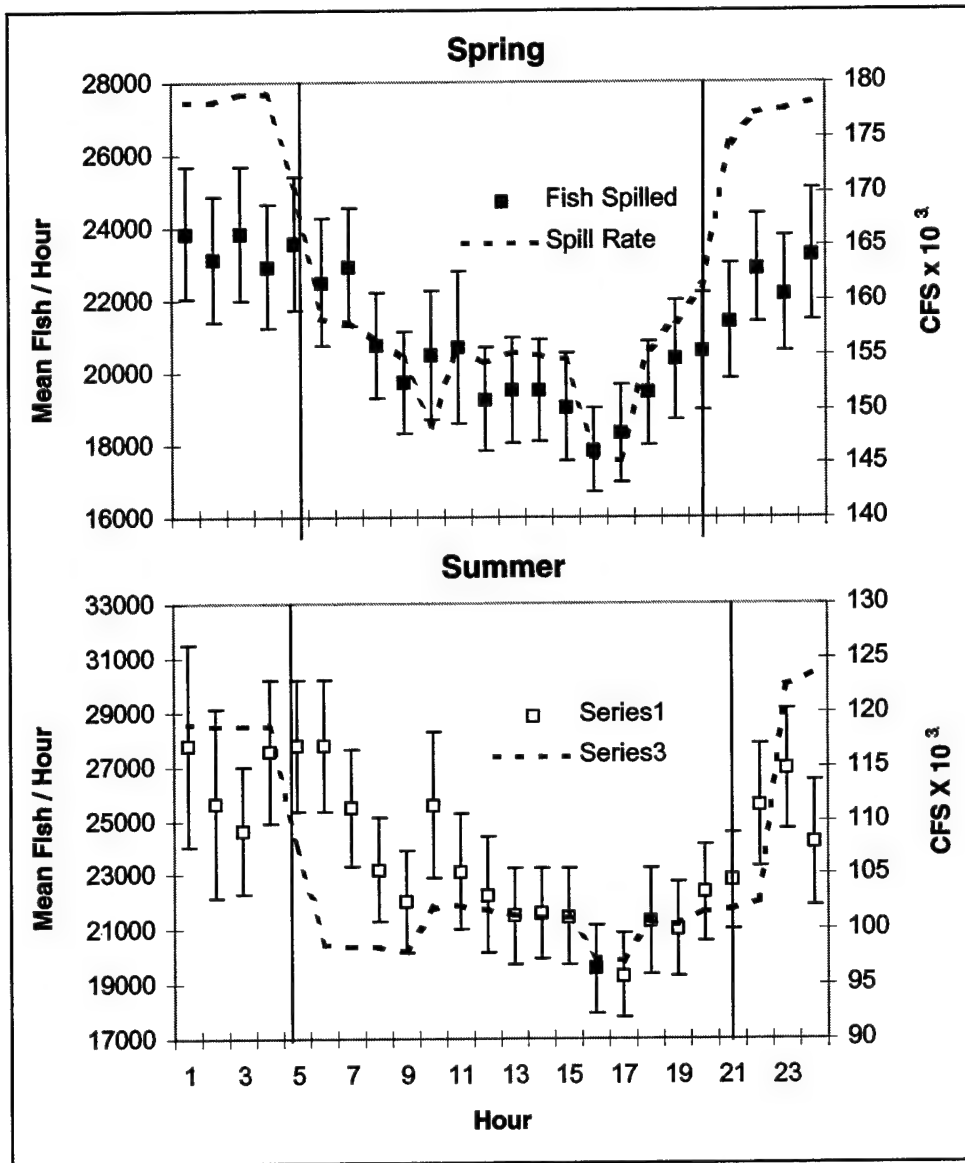 Spring
28000
26000
24000
22000
20000
18000
16000
Mean Fish / Hour
180
175
170
165
160
155
150
145
140
CFS x 10³
Fish Spilled
Spill Rate
Summer
33000
31000
29000
27000
25000
23000
21000
19000
17000
Mean Fish / Hour
130
125
120
115
110
105
100
95
90
CFS X 10³
Series1
Series3
1 3 5 7 9 11 13 15 17 19 21 23
Hour